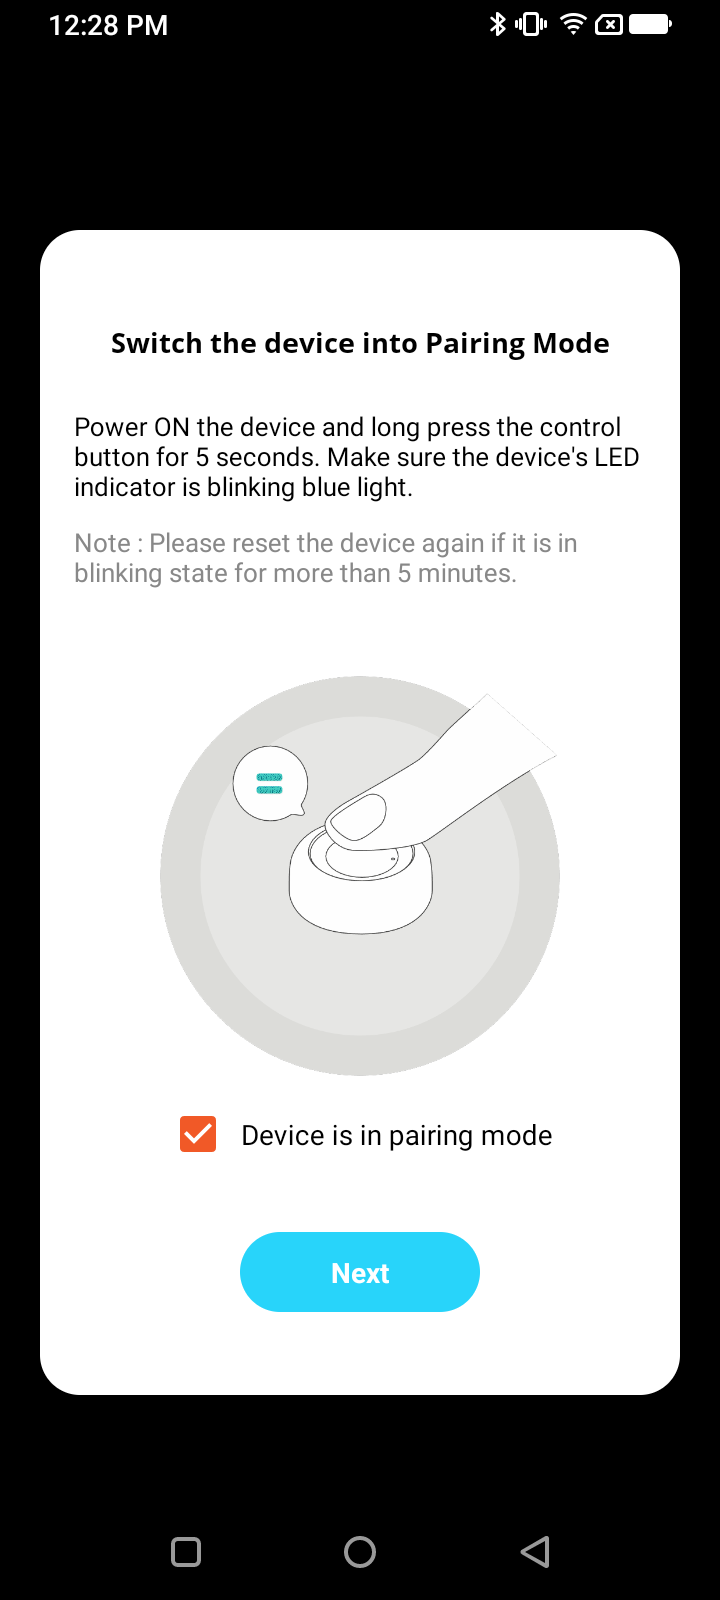 12:28 PM
Switch the device into Pairing Mode
Power ON the device and long press the control
button for 5 seconds. Make sure the device's LED
indicator is blinking blue light.
Note : Please reset the device again if it is in
blinking state for more than 5 minutes.
Device is in pairing mode
Next